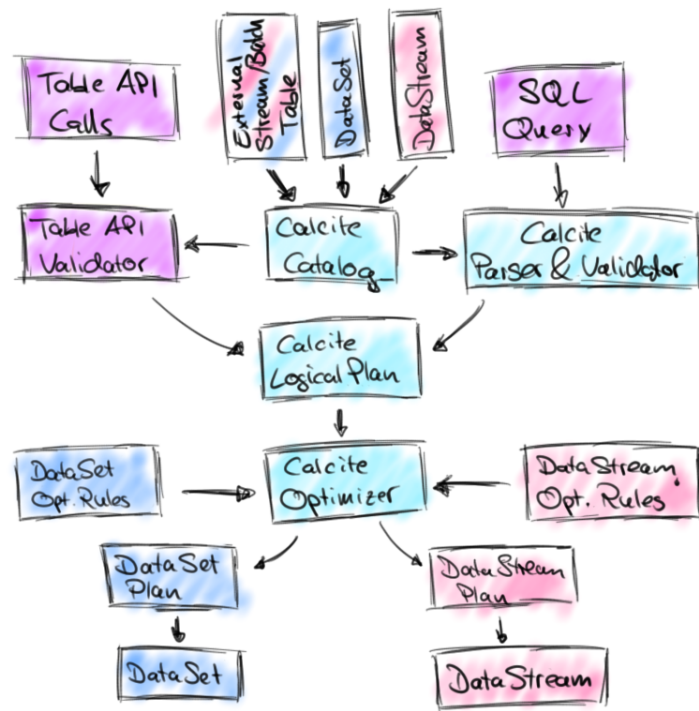 Table API
Calls
External
Stream/Batch
Table
DataSet
DataStream
SQL
Query
Table API
Validator
Calcite
Catalog
Calcite
Parser & Validator
Calcite
Logical Plan
DataSet
Opt. Rules
Calcite
Optimizer
DataStream
Opt. Rules
DataSet
Plan
DataStream
Plan
DataSet
DataStream